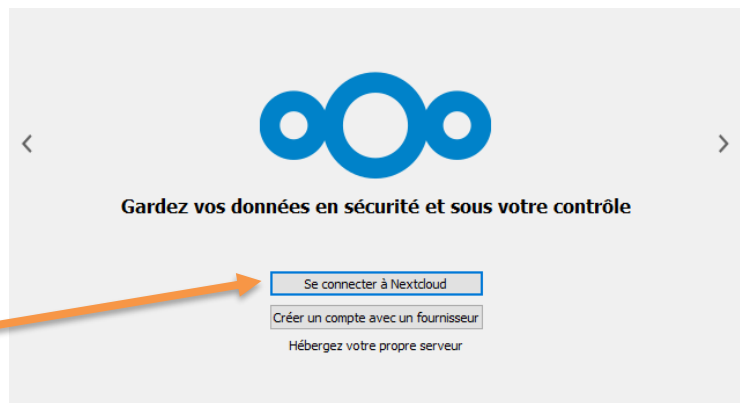 Gardez vos données en sécurité et sous votre contrôle
Se connecter à Nextcloud
Créer un compte avec un fournisseur
Hébergez votre propre serveur